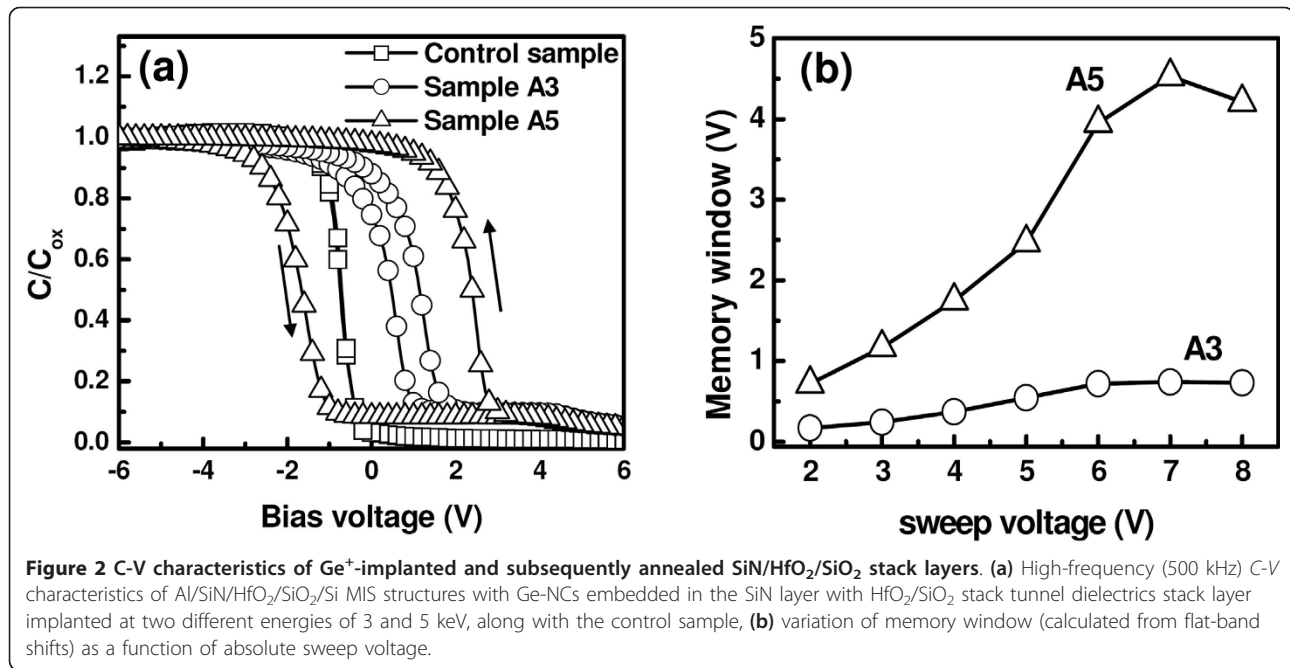 (a)
Control sample
Sample A3
Sample A5
1.2
1.0
0.8
0.6
0.4
0.2
0.0
C/Cox
-6 -4 -2 0 2 4 6
Bias voltage (V)
(b)
A5
A3
5
4
3
2
1
0
Memory window (V)
2 3 4 5 6 7 8
sweep voltage (V)
Figure 2 C-V characteristics of Ge⁺-implanted and subsequently annealed SiN/HfO₂/SiO₂ stack layers. (a) High-frequency (500 kHz) C-V
characteristics of Al/SiN/HfO₂/SiO₂/Si MIS structures with Ge-NCs embedded in the SiN layer with HfO₂/SiO₂ stack tunnel dielectrics stack layer
implanted at two different energies of 3 and 5 keV, along with the control sample, (b) variation of memory window (calculated from flat-band
shifts) as a function of absolute sweep voltage.